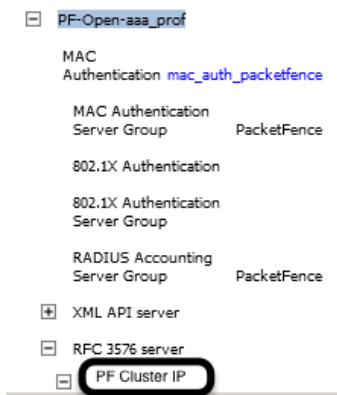 PF-Open-aaa_prof
MAC
Authentication mac_auth_packetfence
MAC Authentication
Server Group PacketFence
802.1X Authentication
802.1X Authentication
Server Group
RADIUS Accounting
Server Group PacketFence
XML API server
RFC 3576 server
PF Cluster IP